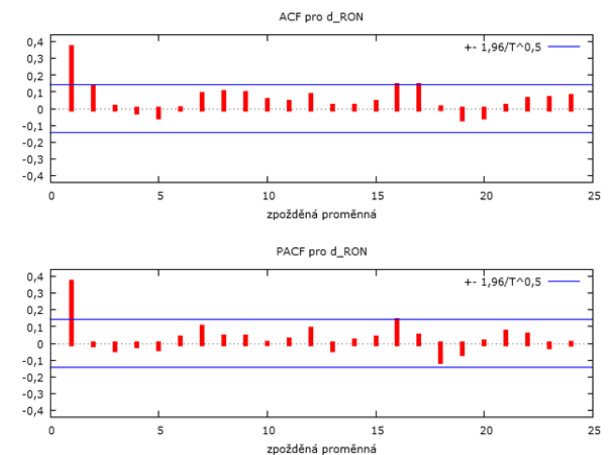 ACF pro d_RON
+- 1,96/T^0,5
0,4
0,3
0,2
0,1
0
-0,1
-0,2
-0,3
-0,4
0 5 10 15 20 25
zpožděná proměnná
PACF pro d_RON
+- 1,96/T^0,5
0,4
0,3
0,2
0,1
0
-0,1
-0,2
-0,3
-0,4
0 5 10 15 20 25
zpožděná proměnná